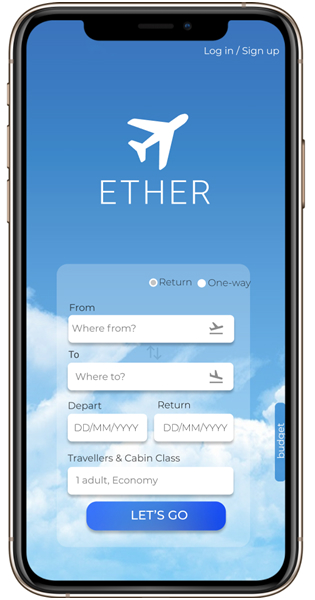 Log in / Sign up
ETHER
Return One-way
From
Where from?
To
Where to?
Depart Return
DD/MM/YYYY DD/MM/YYYY
budget
Travellers & Cabin Class
1 adult, Economy
LET'S GO